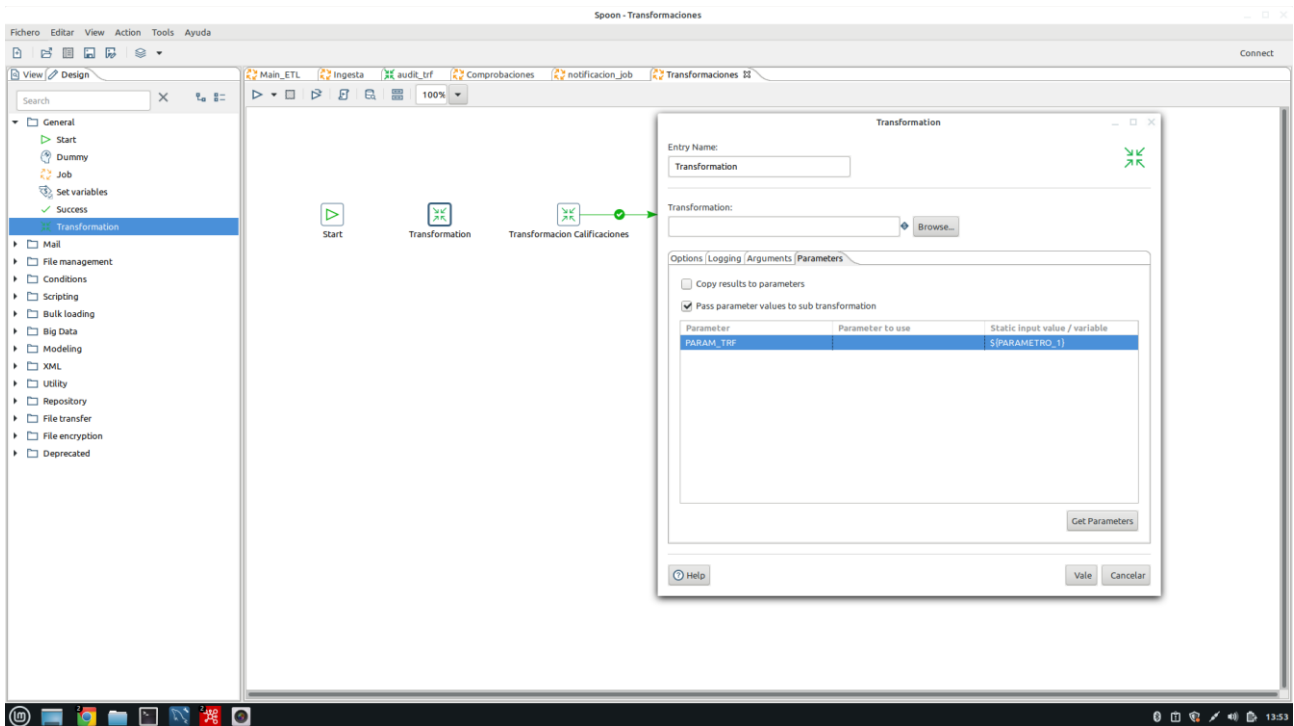 Spoon - Transformaciones
Fichero Editar View Action Tools Ayuda
Connect
View Design
Main_ETL Ingesta audit_trf Comprobaciones notificacion_job Transformaciones
Search
100%
General
Start
Dummy
Job
Set variables
Success
Transformation
Mail
File management
Conditions
Scripting
Bulk loading
Big Data
Modeling
XML
Utility
Repository
File transfer
File encryption
Deprecated
Start
Transformation
Transformacion Calificaciones
Transformation
Entry Name:
Transformation
Transformation:
Browse...
Options Logging Arguments Parameters
Copy results to parameters
Pass parameter values to sub transformation
Parameter Parameter to use Static input value / variable
PARAM_TRF ${PARAMETRO_1}
Get Parameters
Help Vale Cancelar
2 2 13:53